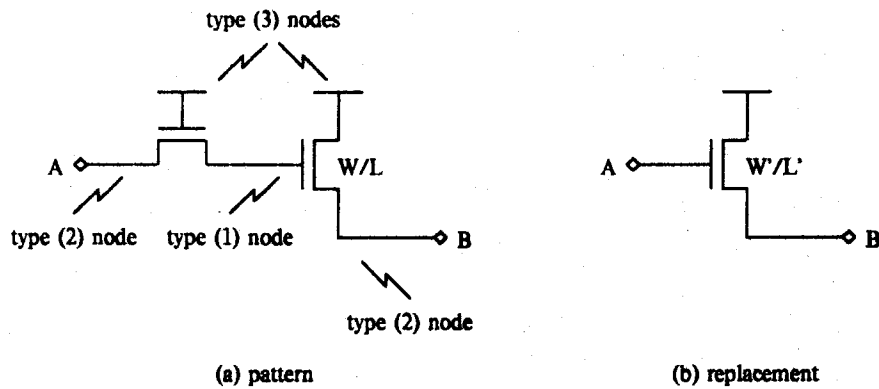 type (3) nodes
A
W/L
A
W'/L'
type (2) node
type (1) node
B
B
type (2) node
(a) pattern
(b) replacement